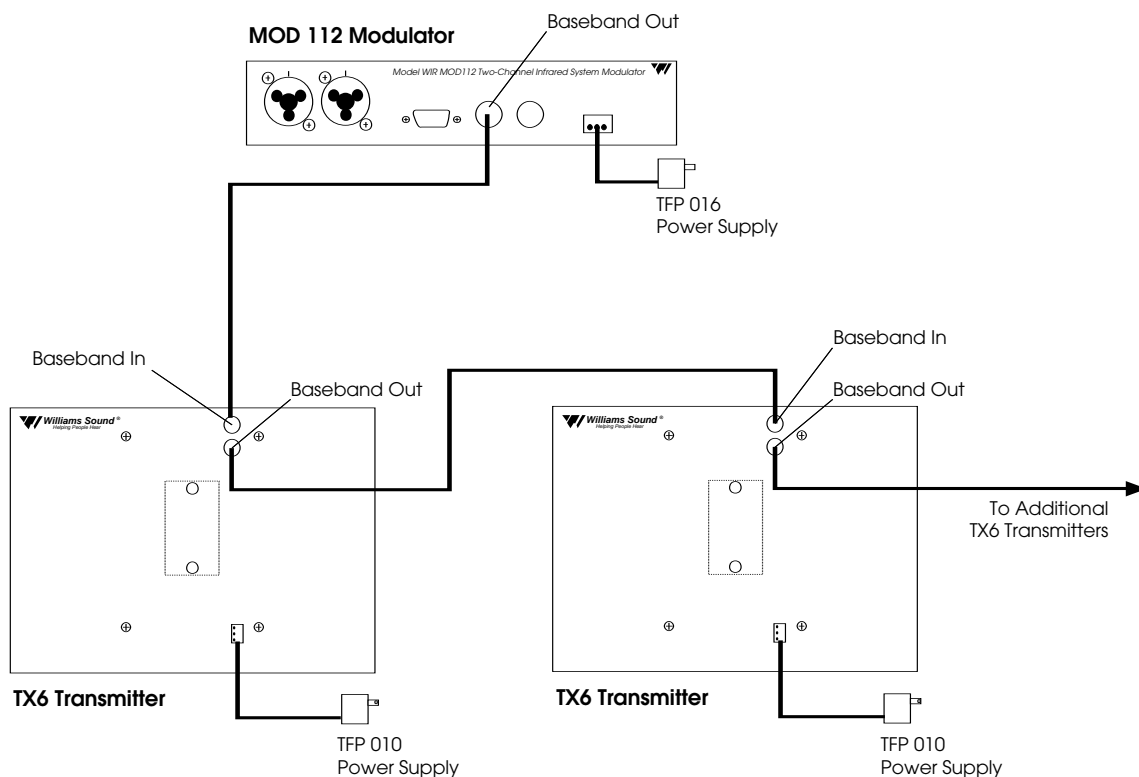 Baseband Out
MOD 112 Modulator
Model WIR MOD112 Two-Channel Infrared System Modulator
TFP 016
Power Supply
Baseband In
Baseband Out
Williams Sound ®
Helping People Hear
Baseband In
Baseband Out
Williams Sound ®
Helping People Hear
To Additional
TX6 Transmitters
TX6 Transmitter
TFP 010
Power Supply
TX6 Transmitter
TFP 010
Power Supply